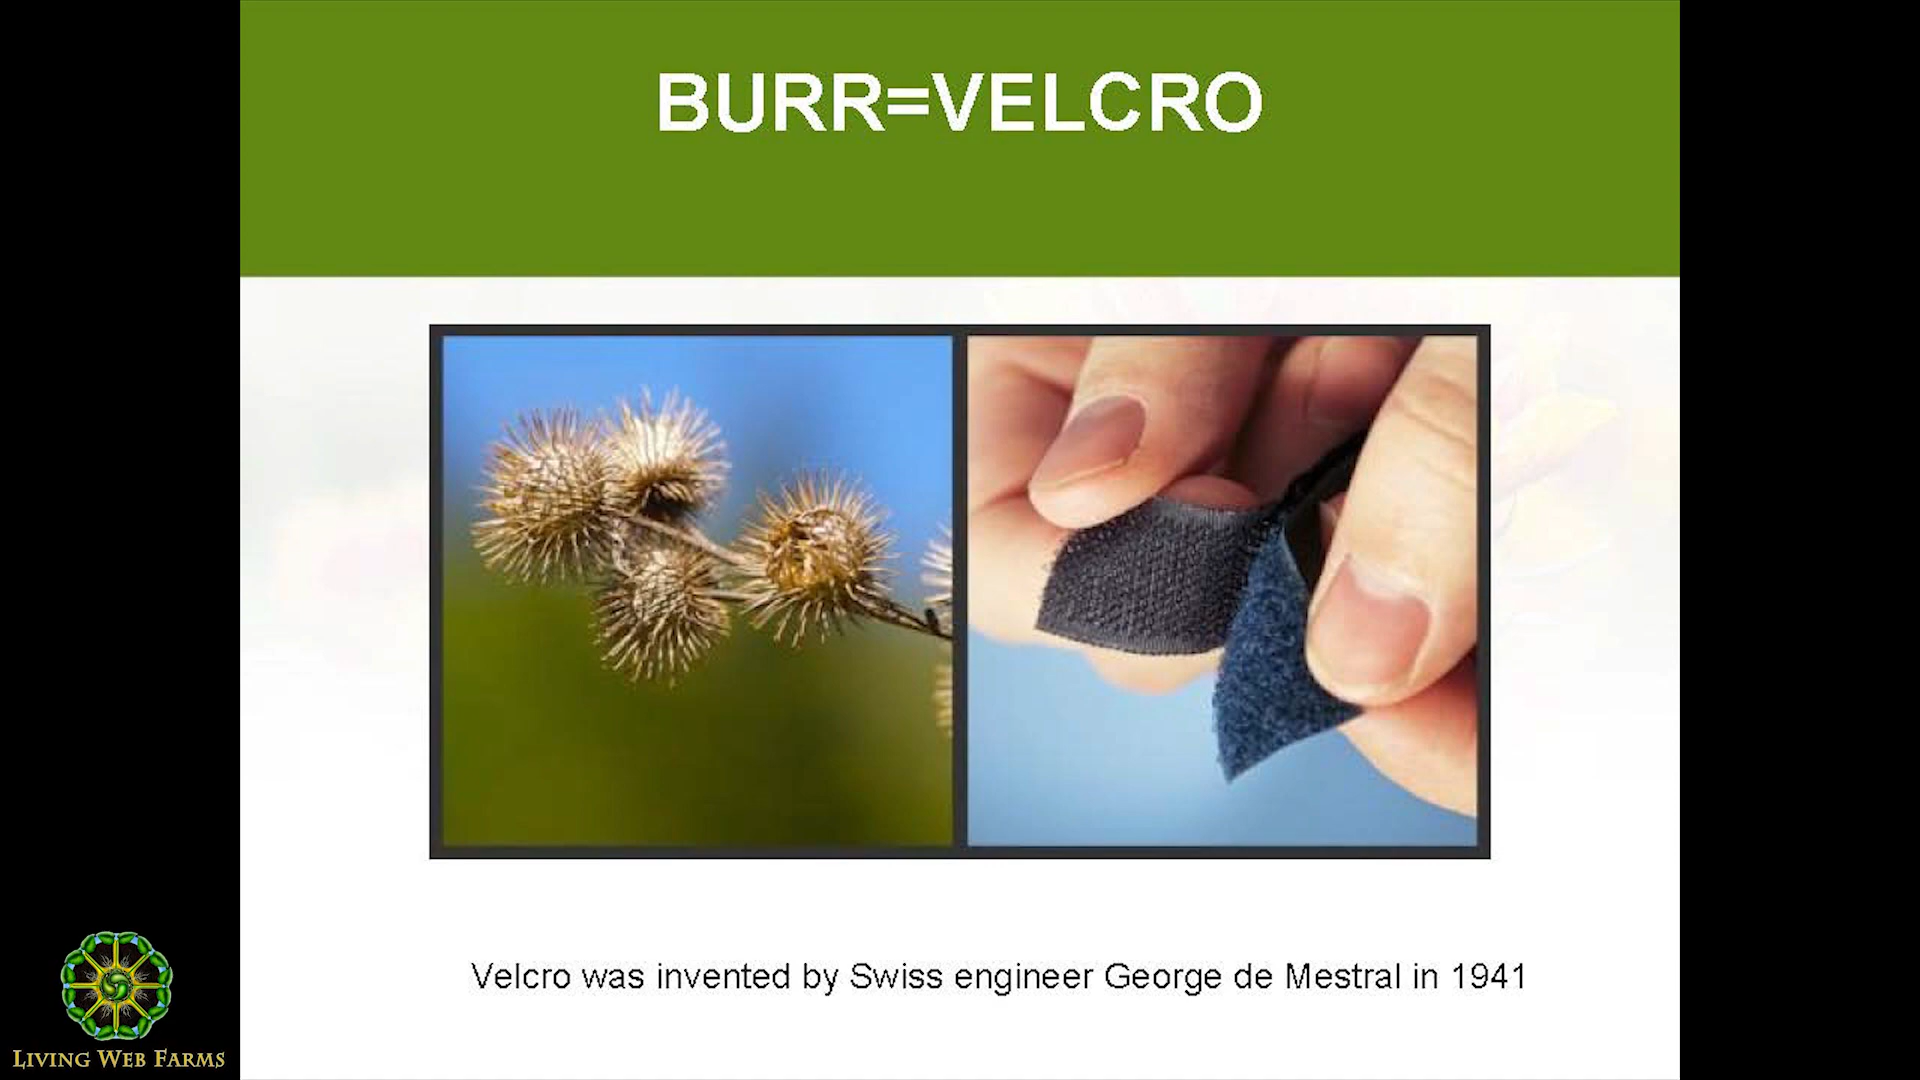 BURR=VELCRO
Velcro was invented by Swiss engineer George de Mestral in 1941
LIVING WEB FARMS